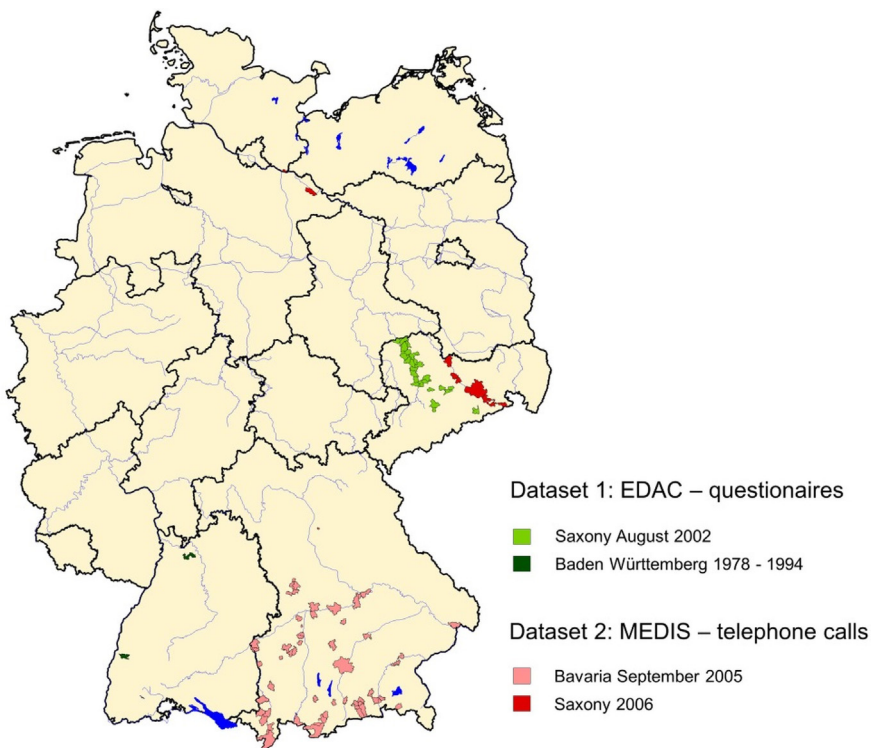 Dataset 1: EDAC – questionaires
Saxony August 2002
Baden Württemberg 1978 - 1994
Dataset 2: MEDIS – telephone calls
Bavaria September 2005
Saxony 2006